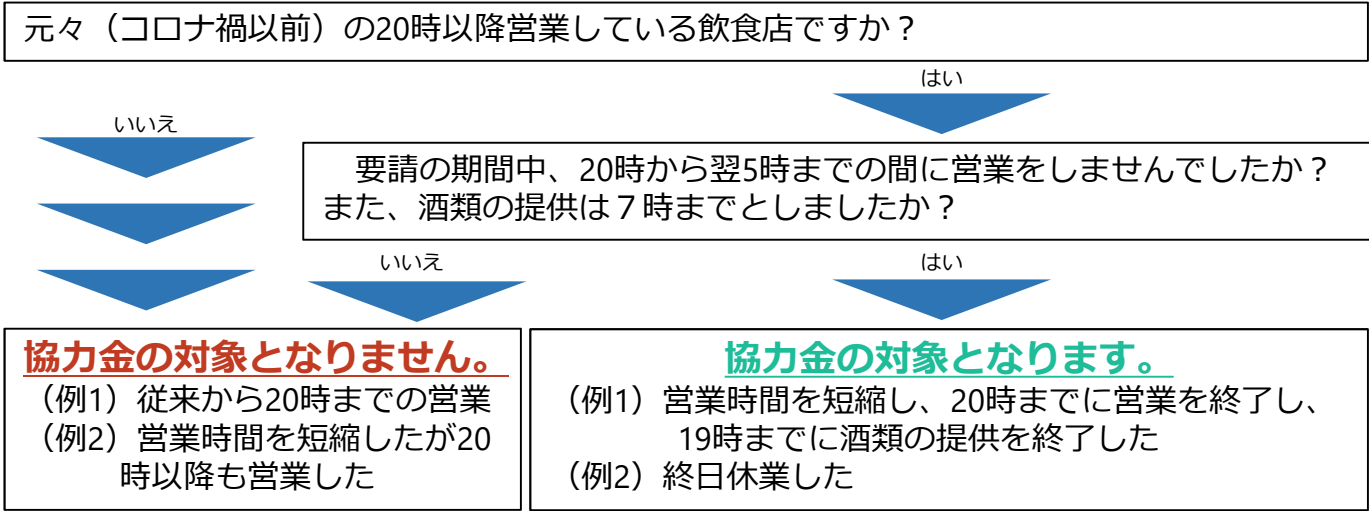 元々（コロナ禍以前）の20時以降営業している飲食店ですか？
はい
いいえ
要請の期間中、20時から翌5時までの間に営業をしませんでしたか？
また、酒類の提供は７時までとしましたか？
いいえ
はい
協力金の対象となりません。
（例1）従来から20時までの営業
（例2）営業時間を短縮したが20
時以降も営業した
協力金の対象となります。
（例1）営業時間を短縮し、20時までに営業を終了し、
19時までに酒類の提供を終了した
（例2）終日休業した